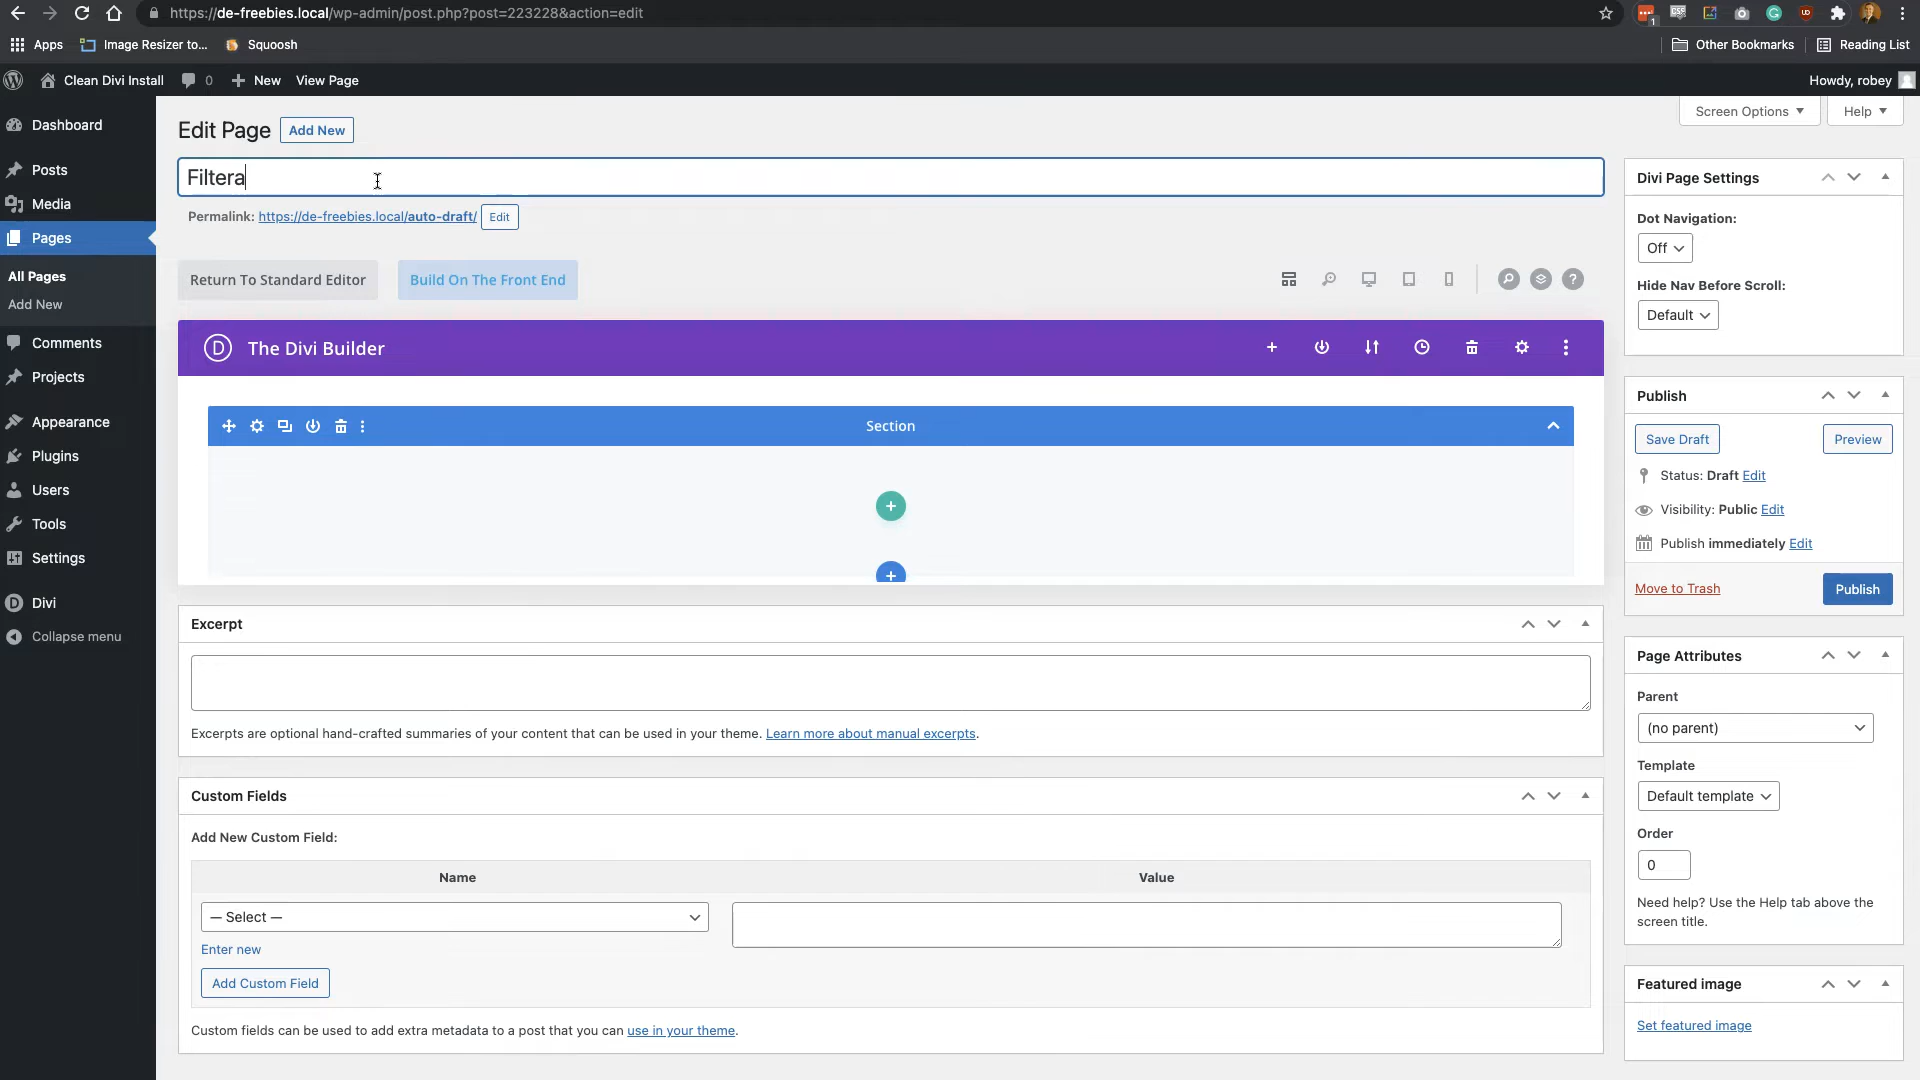 https://de-freebies.local/wp-admin/post.php?post=223228&action=edit
Apps
Image Resizer to...
Squoosh
Other Bookmarks
Reading List
Clean Divi Install
0
New
View Page
Howdy, robey
Dashboard
Posts
Media
Pages
All Pages
Add New
Comments
Projects
Appearance
Plugins
Users
Tools
Settings
Divi
Collapse menu
Edit Page
Add New
Screen Options
Help
Filtera
Permalink: https://de-freebies.local/auto-draft/ Edit
Return To Standard Editor
Build On The Front End
The Divi Builder
Section
Excerpt
Excerpts are optional hand-crafted summaries of your content that can be used in your theme. Learn more about manual excerpts.
Custom Fields
Add New Custom Field:
Name
Value
— Select —
Enter new
Add Custom Field
Custom fields can be used to add extra metadata to a post that you can use in your theme.
Divi Page Settings
Dot Navigation:
Off
Hide Nav Before Scroll:
Default
Publish
Save Draft
Preview
Status: Draft Edit
Visibility: Public Edit
Publish immediately Edit
Move to Trash
Publish
Page Attributes
Parent
(no parent)
Template
Default template
Order
0
Need help? Use the Help tab above the
screen title.
Featured image
Set featured image